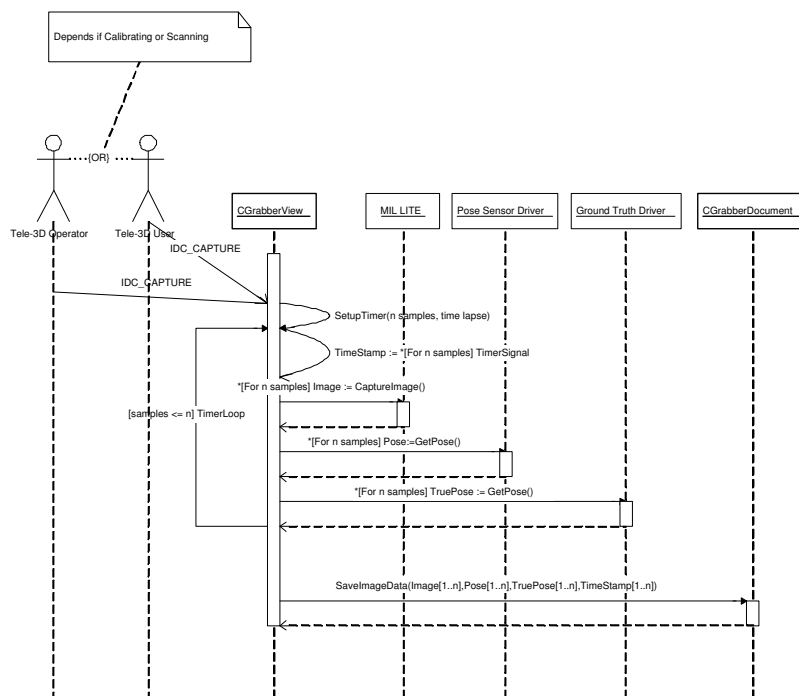 Depends if Calibrating or Scanning
{OR}
CGrabberView
MIL LITE
Pose Sensor Driver
Ground Truth Driver
CGrabberDocument
Tele-3D Operator
Tele-3D User
IDC_CAPTURE
IDC_CAPTURE
SetupTimer(n samples, time lapse)
TimeStamp := *[For n samples] TimerSignal
*[For n samples] Image := CaptureImage()
[samples <= n] TimerLoop
*[For n samples] Pose:=GetPose()
*[For n samples] TruePose := GetPose()
SaveImageData(Image[1..n],Pose[1..n],TruePose[1..n],TimeStamp[1..n])